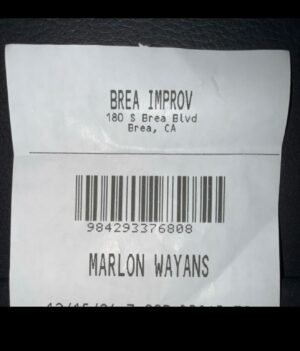 BREA IMPROV
180 S Brea Blvd
Brea, CA
984293376808
MARLON WAYANS